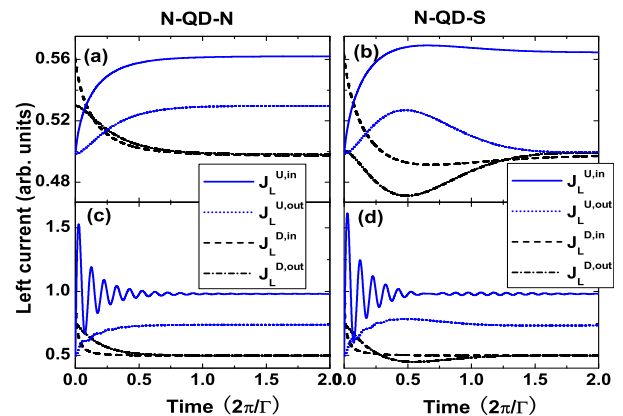 N-QD-N
N-QD-S
Left current (arb. units)
(a)
(b)
0.56
0.52
0.48
J_L^U,in
J_L^U,out
J_L^D,in
J_L^D,out
J_L^U,in
J_L^U,out
J_L^D,in
J_L^D,out
(c)
(d)
1.5
1.0
0.5
0.0 0.5 1.0 1.5 2.0
0.0 0.5 1.0 1.5 2.0
Time (2π/Γ)
Time (2π/Γ)